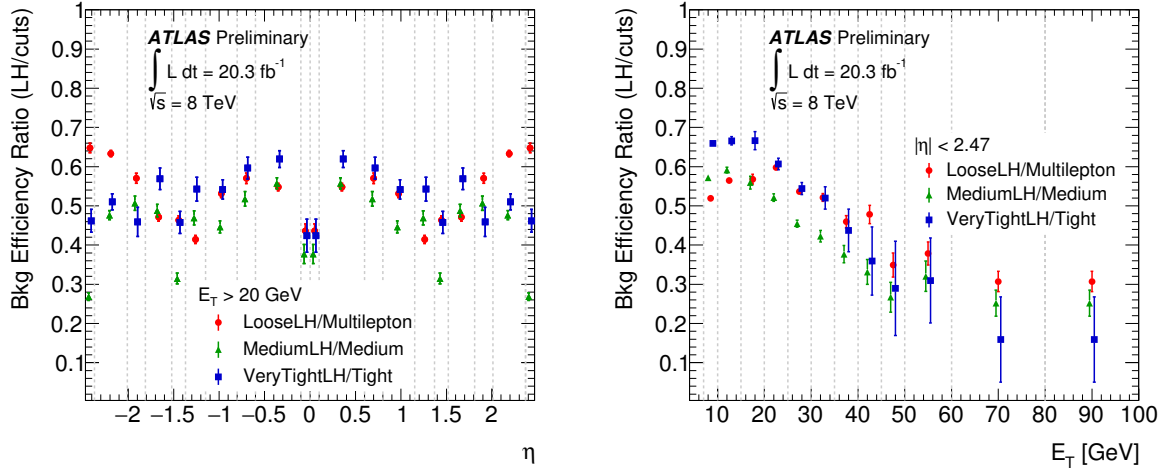 Bkg Efficiency Ratio (LH/cuts)
1
0.9
0.8
0.7
0.6
0.5
0.4
0.3
0.2
0.1
ATLAS Preliminary
∫ L dt = 20.3 fb⁻¹
√s = 8 TeV
E_T > 20 GeV
LooseLH/Multilepton
MediumLH/Medium
VeryTightLH/Tight
−2 −1.5 −1 −0.5 0 0.5 1 1.5 2
η
Bkg Efficiency Ratio (LH/cuts)
1
0.9
0.8
0.7
0.6
0.5
0.4
0.3
0.2
0.1
ATLAS Preliminary
∫ L dt = 20.3 fb⁻¹
√s = 8 TeV
|η| < 2.47
LooseLH/Multilepton
MediumLH/Medium
VeryTightLH/Tight
10 20 30 40 50 60 70 80 90 100
E_T [GeV]